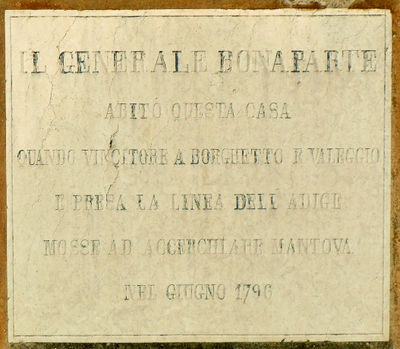 IL GENERALE BONAPARTE
ABITÒ QUESTA CASA
QUANDO VINCITORE A BORGHETTO E VALEGGIO
E PRESA LA LINEA DELL'ADIGE
MOSSE AD ACCERCHIARE MANTOVA
NEL GIUGNO 1796